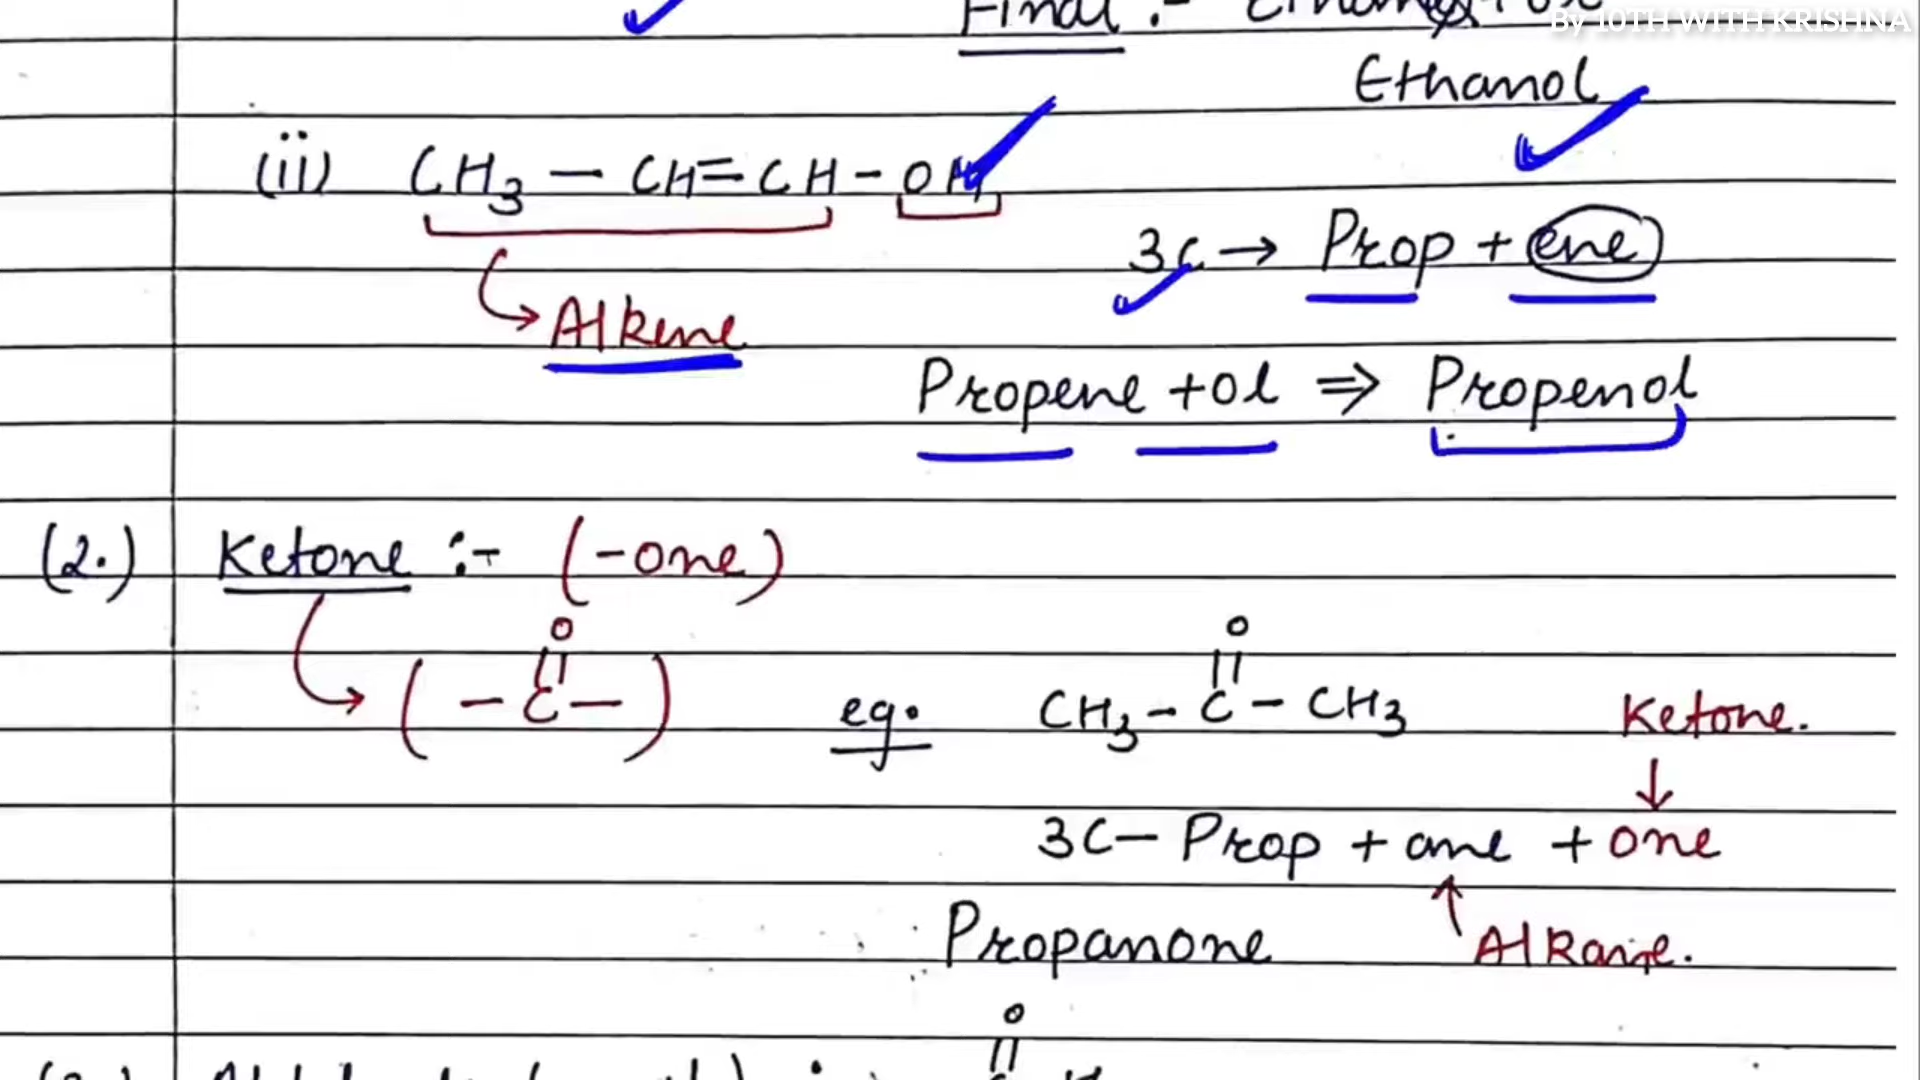 Final :-
By 10TH WITH KRISHNA
Ethanol
(ii) CH3 — CH=CH-OH
3C → Prop + ene
Alkene
Propene +ol ⇒ Propenol
(2.) Ketone :- (-one)
O
(-C-) eg. CH3-C-CH3 Ketone.
O
↓
3C- Prop + ane + one
Propanone Alkane.
O